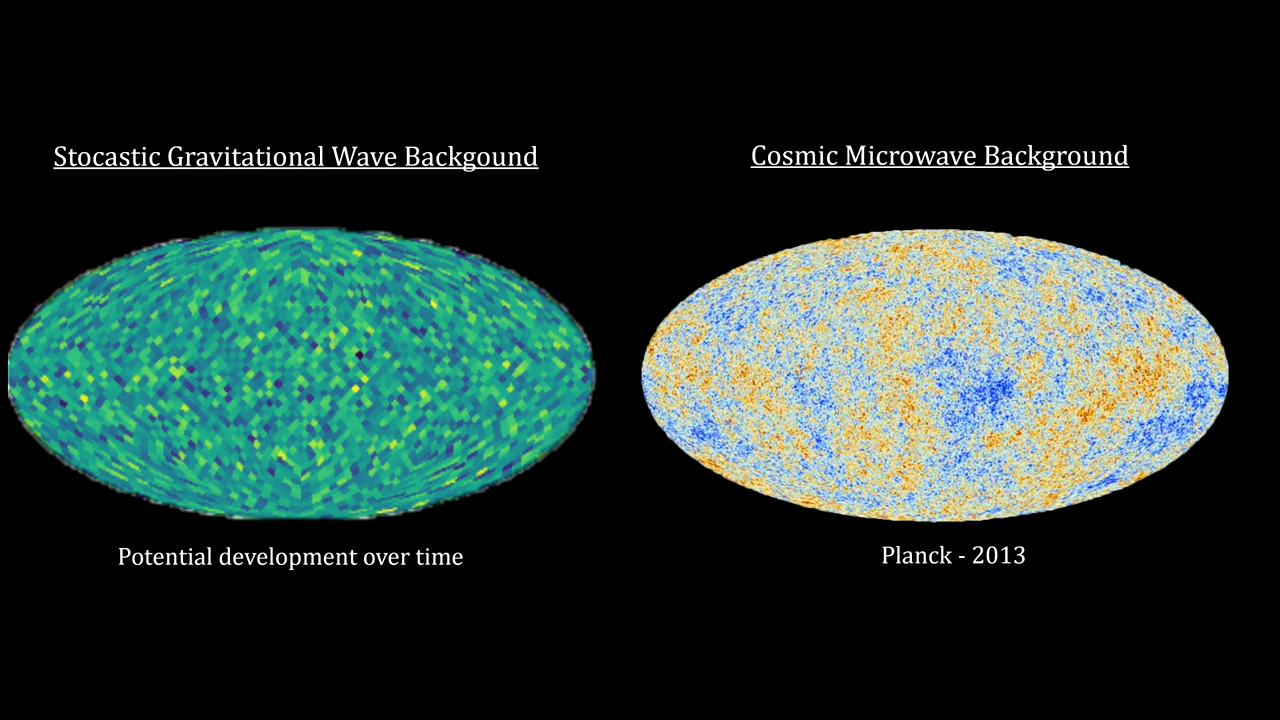 Stocastic Gravitational Wave Backgound
Cosmic Microwave Background
Potential development over time
Planck - 2013